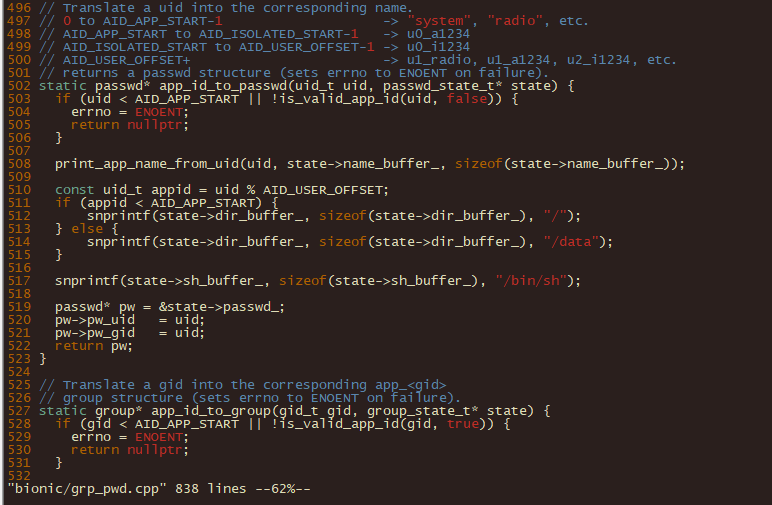 496 // Translate a uid into the corresponding name.
497 // 0 to AID_APP_START-1                    -> "system", "radio", etc.
498 // AID_APP_START to AID_ISOLATED_START-1   -> u0_a1234
499 // AID_ISOLATED_START to AID_USER_OFFSET-1 -> u0_i1234
500 // AID_USER_OFFSET+                        -> u1_radio, u1_a1234, u2_i1234, etc.
501 // returns a passwd structure (sets errno to ENOENT on failure).
502 static passwd* app_id_to_passwd(uid_t uid, passwd_state_t* state) {
503   if (uid < AID_APP_START || !is_valid_app_id(uid, false)) {
504     errno = ENOENT;
505     return nullptr;
506   }
507
508   print_app_name_from_uid(uid, state->name_buffer_, sizeof(state->name_buffer_));
509
510   const uid_t appid = uid % AID_USER_OFFSET;
511   if (appid < AID_APP_START) {
512       snprintf(state->dir_buffer_, sizeof(state->dir_buffer_), "/");
513   } else {
514       snprintf(state->dir_buffer_, sizeof(state->dir_buffer_), "/data");
515   }
516
517   snprintf(state->sh_buffer_, sizeof(state->sh_buffer_), "/bin/sh");
518
519   passwd* pw = &state->passwd_;
520   pw->pw_uid   = uid;
521   pw->pw_gid   = uid;
522   return pw;
523 }
524
525 // Translate a gid into the corresponding app_<gid>
526 // group structure (sets errno to ENOENT on failure).
527 static group* app_id_to_group(gid_t gid, group_state_t* state) {
528   if (gid < AID_APP_START || !is_valid_app_id(gid, true)) {
529     errno = ENOENT;
530     return nullptr;
531   }
532
"bionic/grp_pwd.cpp" 838 lines --62%--